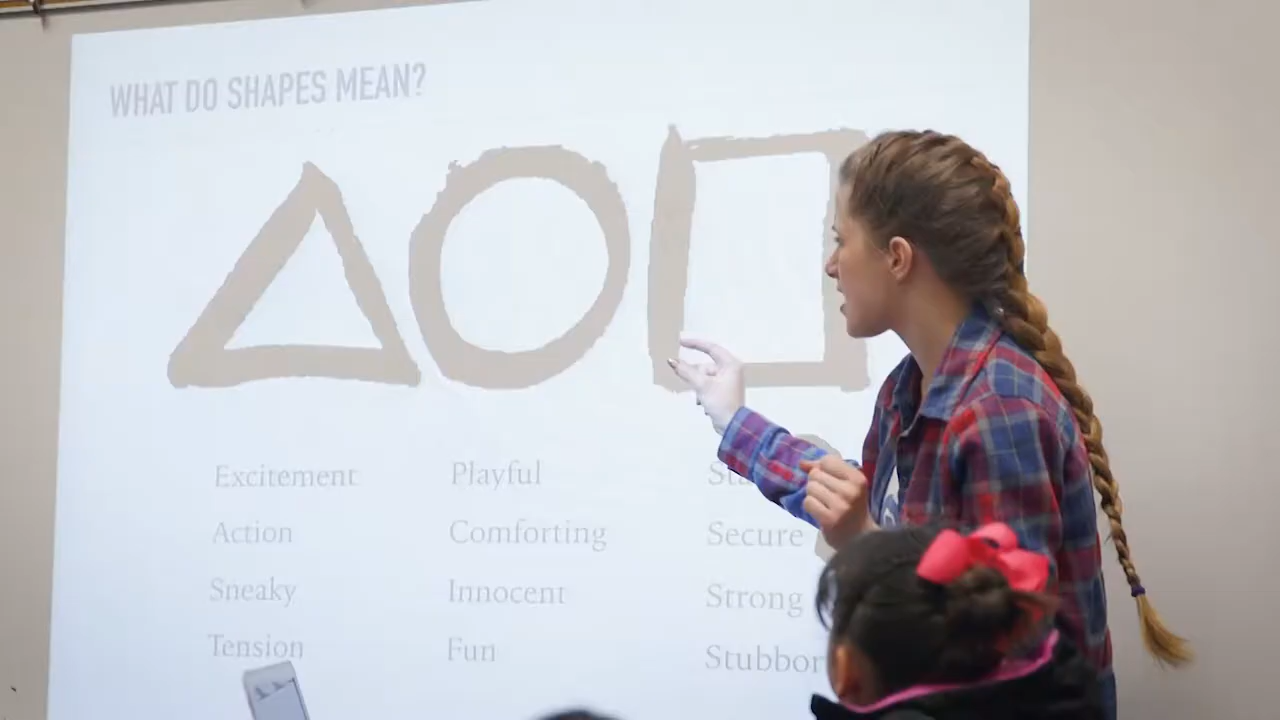 WHAT DO SHAPES MEAN?
Excitement Playful
Action Comforting Secure
Sneaky Innocent Strong
Tension Fun